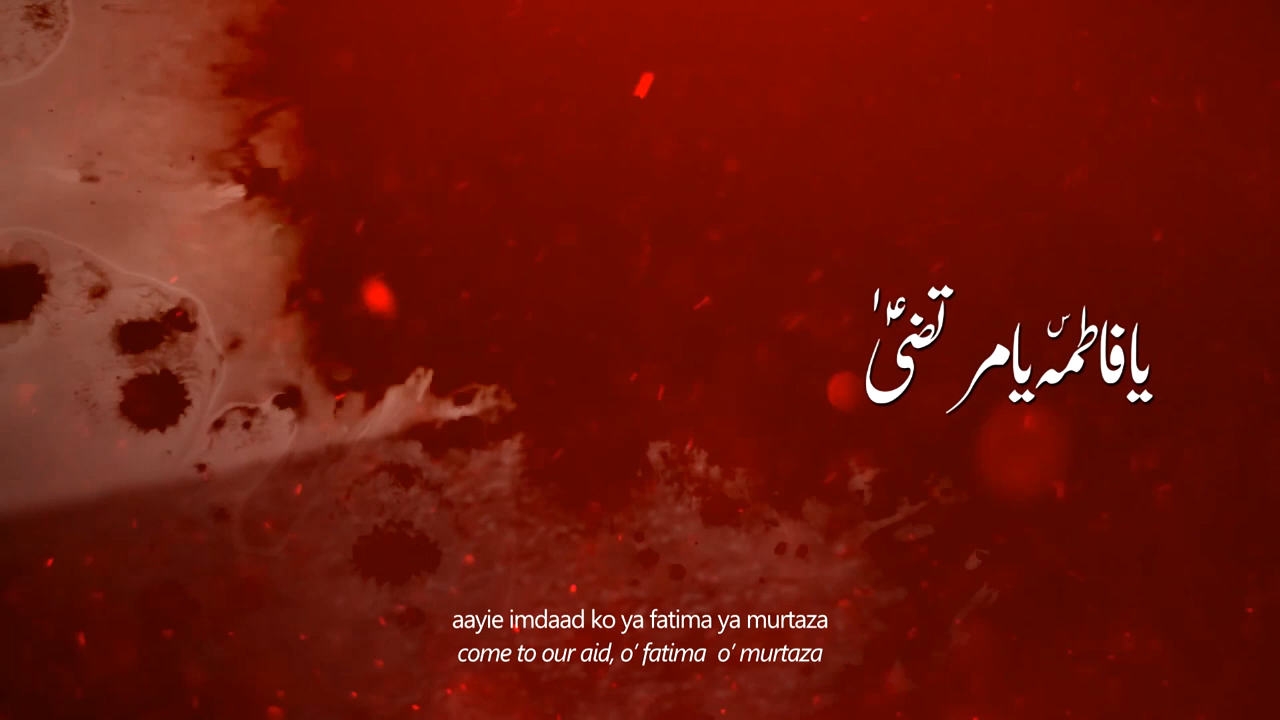 یا فاطمہؑس یا مرتضیٰؑ
aayie imdaad ko ya fatima ya murtaza
come to our aid, o‘ fatima o‘ murtaza